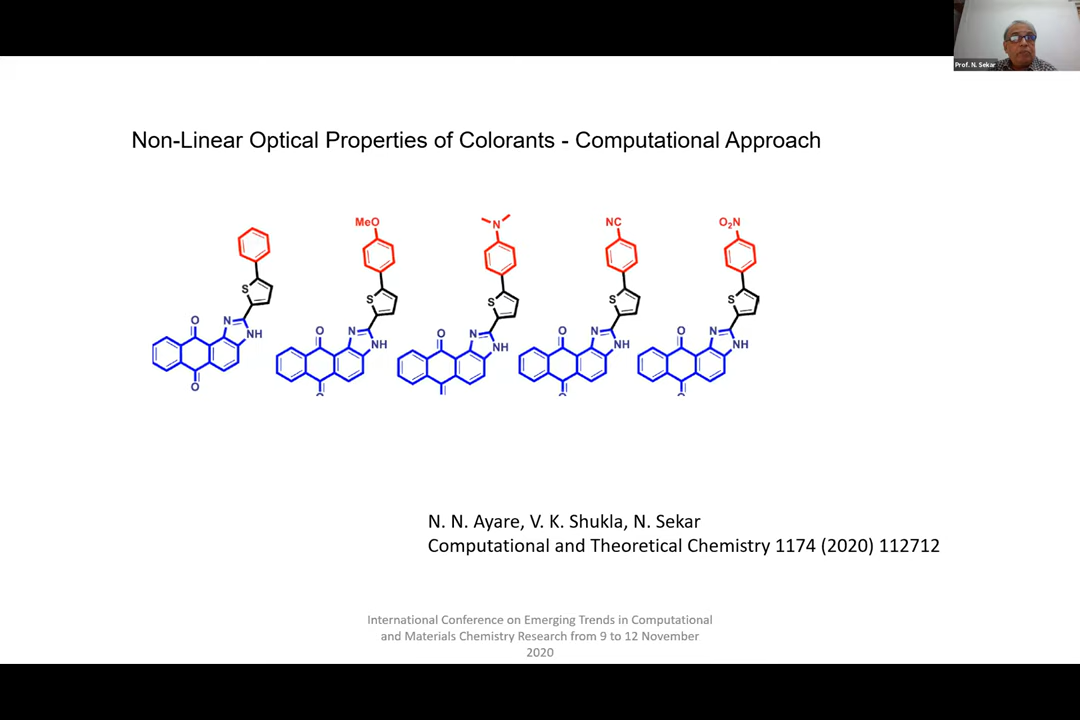 Prof. N. Sekar
Non-Linear Optical Properties of Colorants - Computational Approach
MeO
N
NC
O₂N
S
S
S
S
S
O
N
NH
O
O
N
NH
O
O
N
NH
O
N
NH
O
O
N
NH
O
N. N. Ayare, V. K. Shukla, N. Sekar
Computational and Theoretical Chemistry 1174 (2020) 112712
International Conference on Emerging Trends in Computational
and Materials Chemistry Research from 9 to 12 November
2020